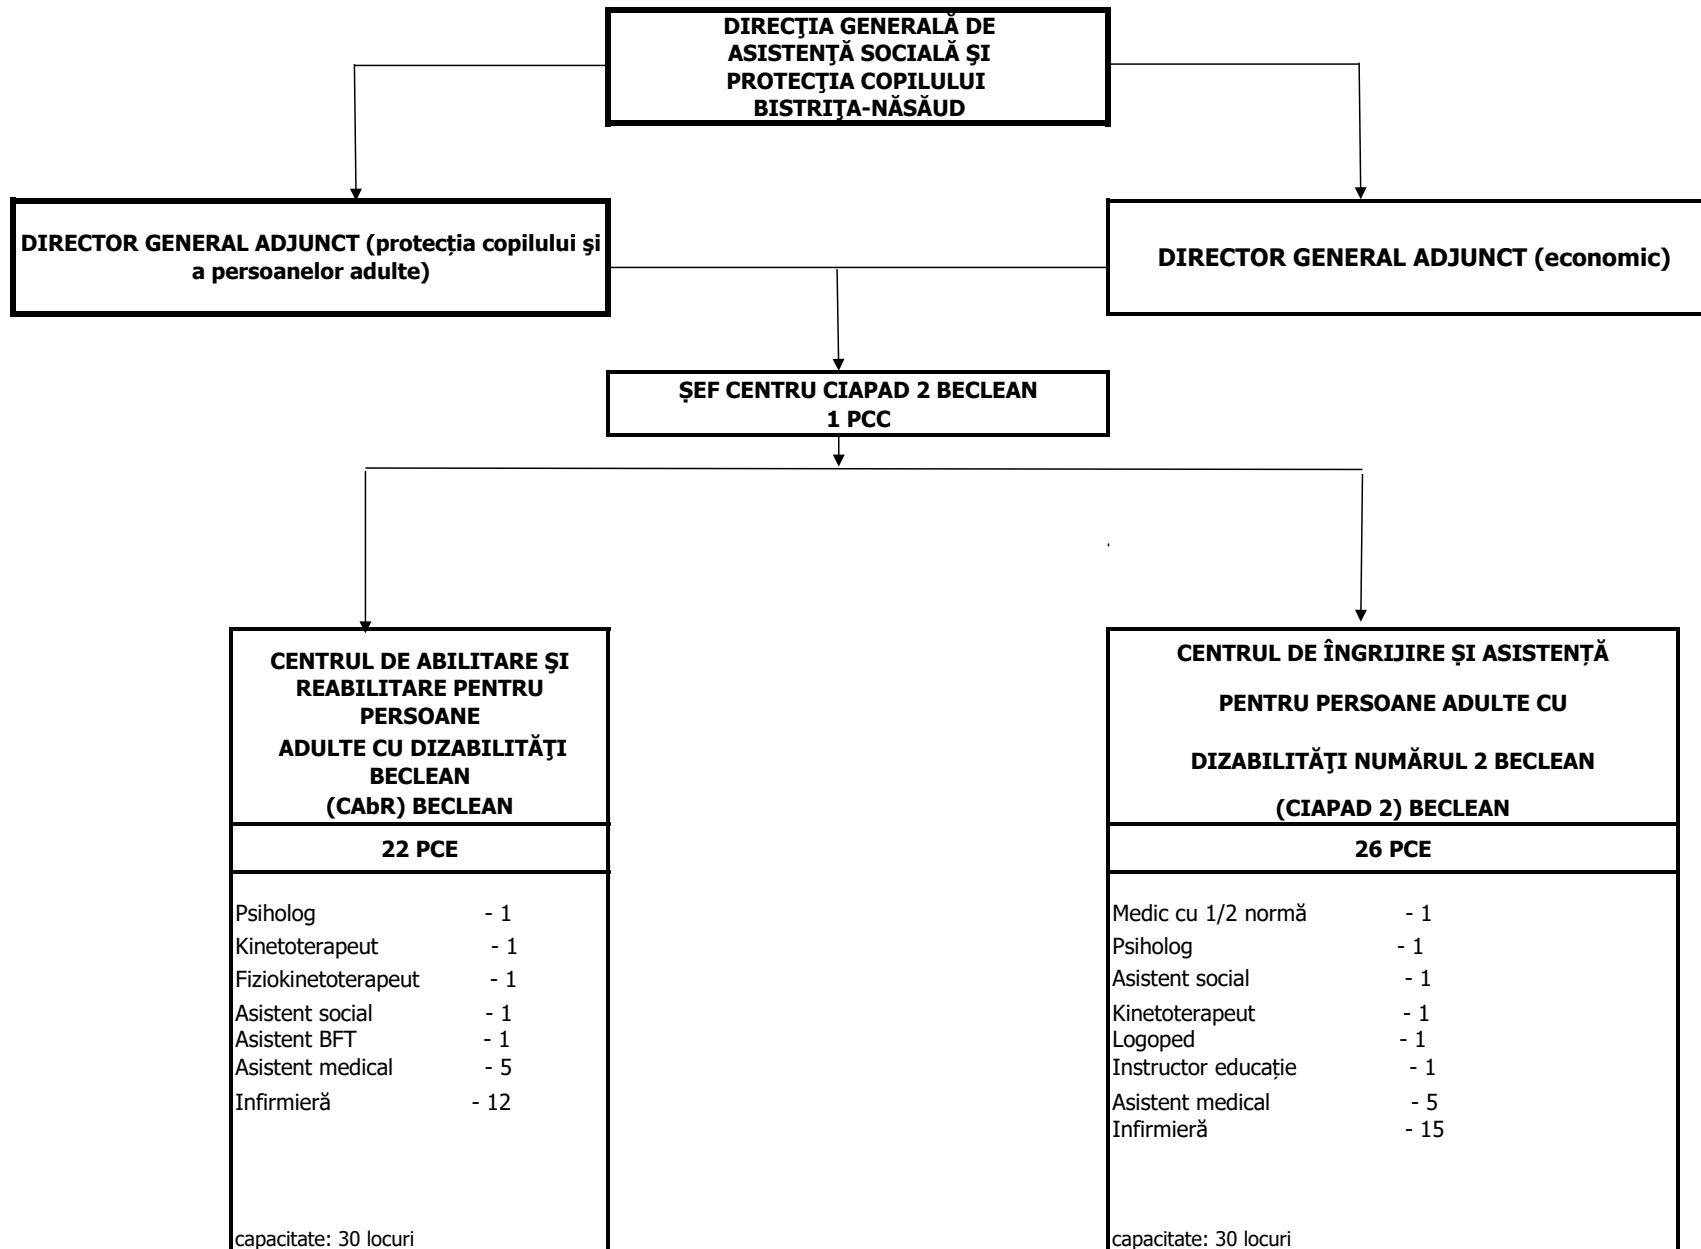 DIRECŢIA GENERALĂ DE
ASISTENŢĂ SOCIALĂ ŞI
PROTECŢIA COPILULUI
BISTRIŢA-NĂSĂUD
DIRECTOR GENERAL ADJUNCT (protecția copilului şi
a persoanelor adulte)
DIRECTOR GENERAL ADJUNCT (economic)
ȘEF CENTRU CIAPAD 2 BECLEAN
1 PCC
CENTRUL DE ABILITARE ŞI
REABILITARE PENTRU
PERSOANE
ADULTE CU DIZABILITĂŢI
BECLEAN
(CAbR) BECLEAN
22 PCE
Psiholog - 1
Kinetoterapeut - 1
Fiziokinetoterapeut - 1
Asistent social - 1
Asistent BFT - 1
Asistent medical - 5
Infirmieră - 12
capacitate: 30 locuri
CENTRUL DE ÎNGRIJIRE ȘI ASISTENȚĂ
PENTRU PERSOANE ADULTE CU
DIZABILITĂŢI NUMĂRUL 2 BECLEAN
(CIAPAD 2) BECLEAN
26 PCE
Medic cu 1/2 normă - 1
Psiholog - 1
Asistent social - 1
Kinetoterapeut - 1
Logoped - 1
Instructor educație - 1
Asistent medical - 5
Infirmieră - 15
capacitate: 30 locuri